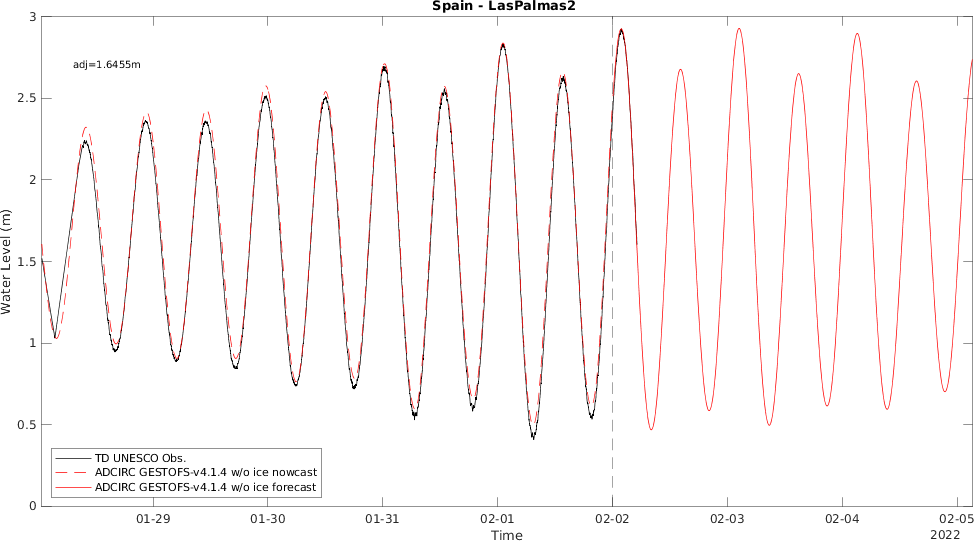 Spain - LasPalmas2
adj=1.6455m
3
2.5
2
1.5
1
0.5
0
Water Level (m)
TD UNESCO Obs.
ADCIRC GESTOFS-v4.1.4 w/o ice nowcast
ADCIRC GESTOFS-v4.1.4 w/o ice forecast
01-29 01-30 01-31 02-01 02-02 02-03 02-04 02-05
Time
2022